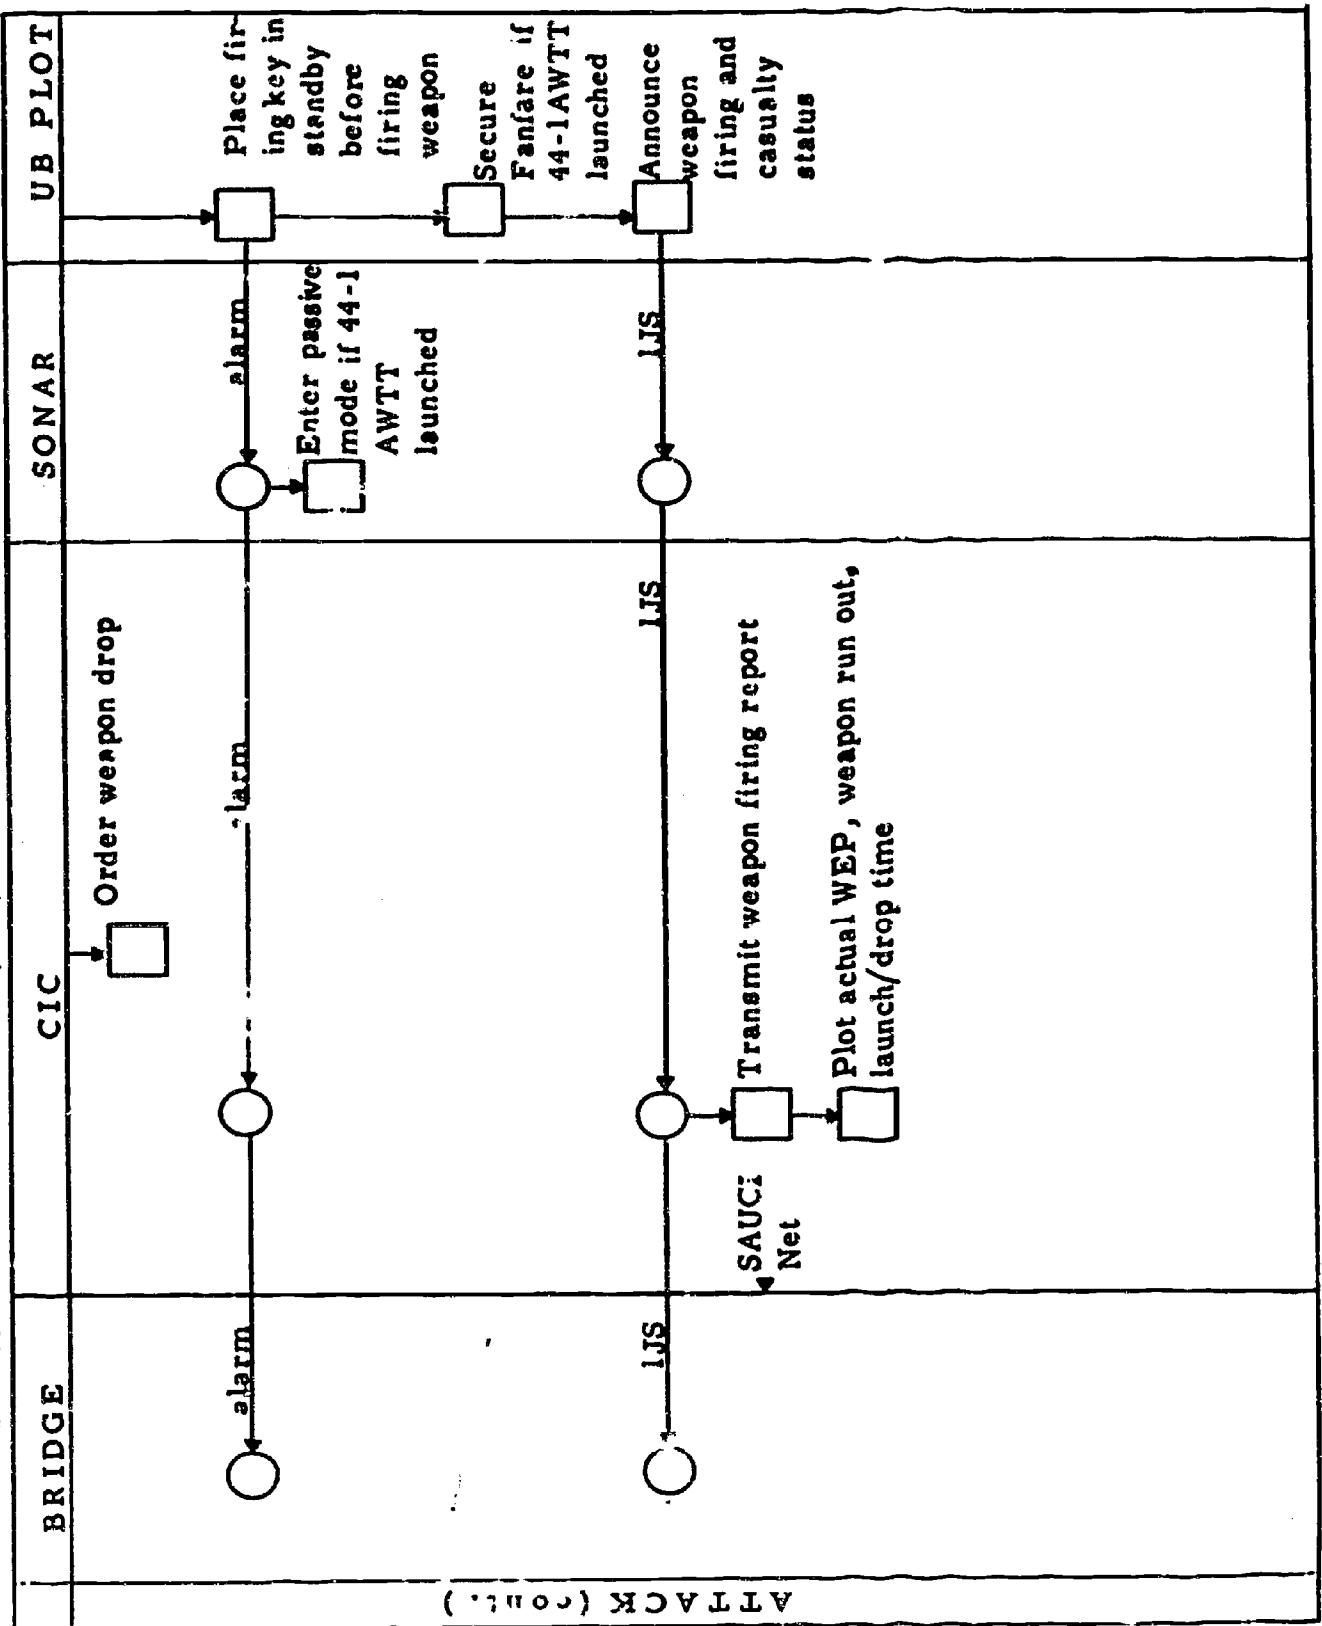 ATTACK (cont.)
BRIDGE
CIC
SONAR
UB PLOT
Order weapon drop
Place fir-
ing key in
standby
before
firing
weapon
alarm
alarm
larm
Enter passive
mode if 44-1
AWTT
launched
Secure
Fanfare if
44-1AWTT
launched
Announce
weapon
firing and
casualty
status
1JS
1JS
1JS
SAUCI
Net
Transmit weapon firing report
Plot actual WEP, weapon run out,
launch/drop time